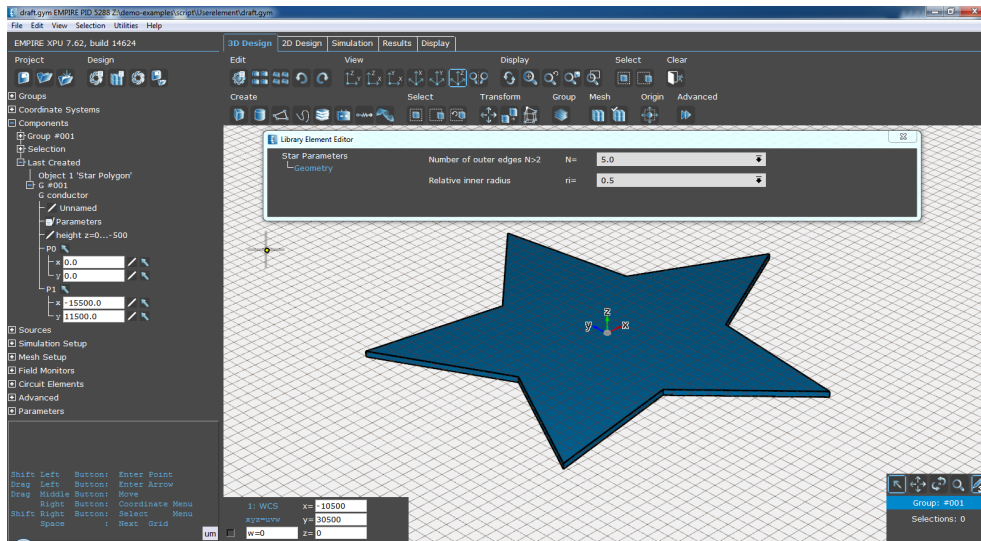 draft.gym EMPIRE PID 5288 Z:\demo-examples\script\Userelement\draft.gym
File Edit View Selection Utilities Help
EMPIRE XPU 7.62, build 14624
3D Design 2D Design Simulation Results Display
Project Design
Edit View Display Select Clear
Create Select Transform Group Mesh Origin Advanced
Groups
Coordinate Systems
Components
Group #001
Selection
Last Created
Object 1 'Star Polygon'
G #001
G conductor
Unnamed
Parameters
height z=0...-500
P0
x 0.0
y 0.0
P1
x -15500.0
y 11500.0
Sources
Simulation Setup
Mesh Setup
Field Monitors
Circuit Elements
Advanced
Parameters
Library Element Editor
Star Parameters
Geometry
Number of outer edges N>2 N= 5.0
Relative inner radius ri= 0.5
z
y x
Shift Left Button: Enter Point
Drag Left Button: Enter Arrow
Drag Middle Button: Move
Right Button: Coordinate Menu
Shift Right Button: Select Menu
Space : Next Grid
um
1: WCS x= -10500
xyz=uvw y= 30500
w=0 z= 0
Group: #001
Selections: 0